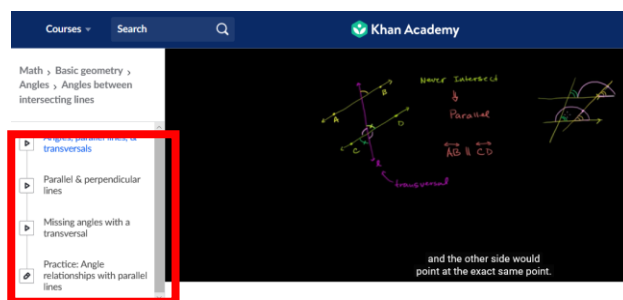 Courses
Search
Khan Academy
Math › Basic geometry ›
Angles › Angles between
intersecting lines
Angles, parallel lines, &
transversals
Parallel & perpendicular
lines
Missing angles with a
transversal
Practice: Angle
relationships with parallel
lines
Never Intersect
Parallel
AB || CD
A
B
C
D
transversal
and the other side would
point at the exact same point.